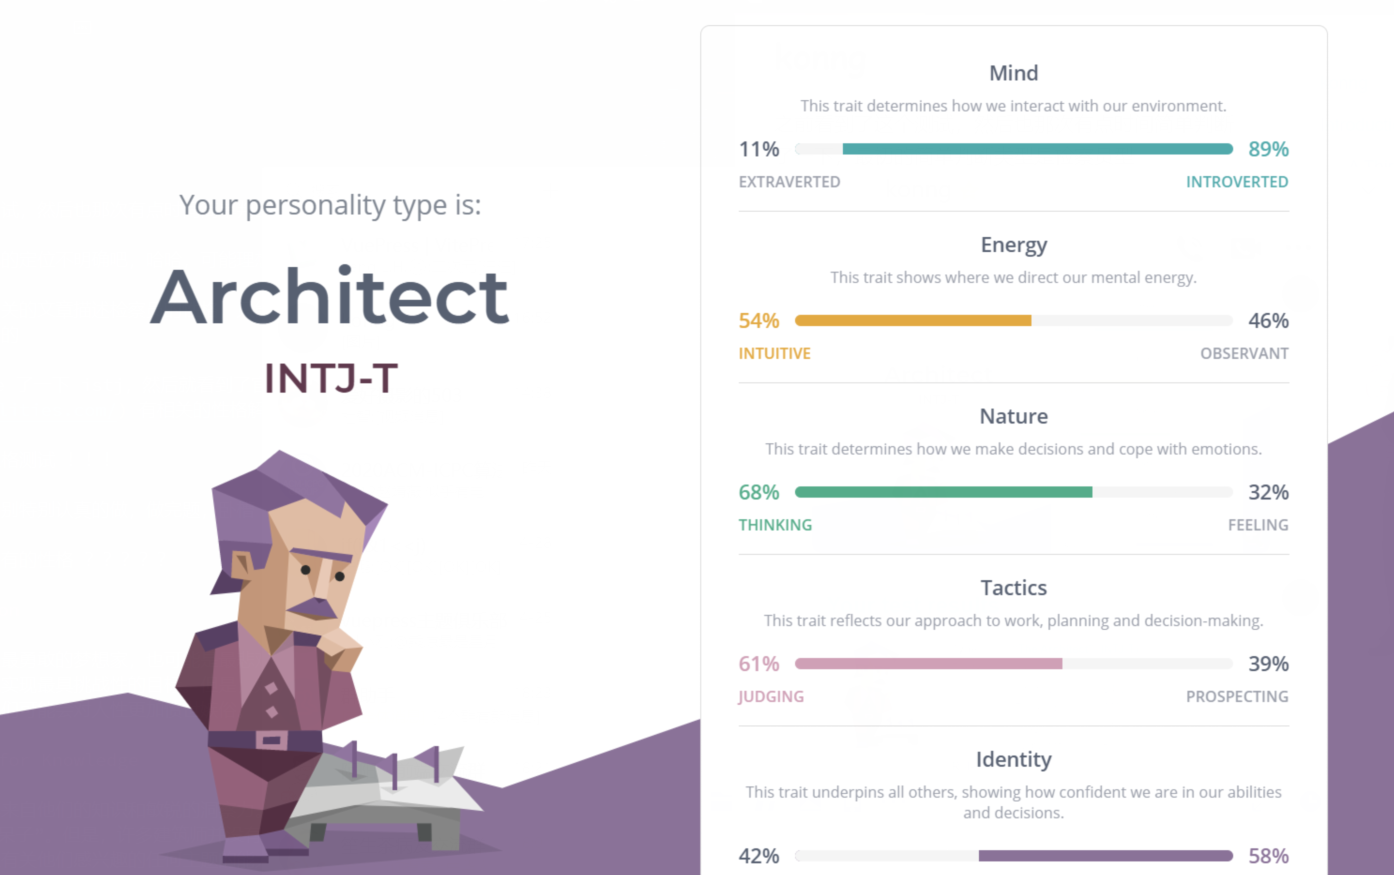 Your personality type is:
Architect
INTJ-T
Mind
This trait determines how we interact with our environment.
11% 89%
EXTRAVERTED INTROVERTED
Energy
This trait shows where we direct our mental energy.
54% 46%
INTUITIVE OBSERVANT
Nature
This trait determines how we make decisions and cope with emotions.
68% 32%
THINKING FEELING
Tactics
This trait reflects our approach to work, planning and decision-making.
61% 39%
JUDGING PROSPECTING
Identity
This trait underpins all others, showing how confident we are in our abilities
and decisions.
42% 58%